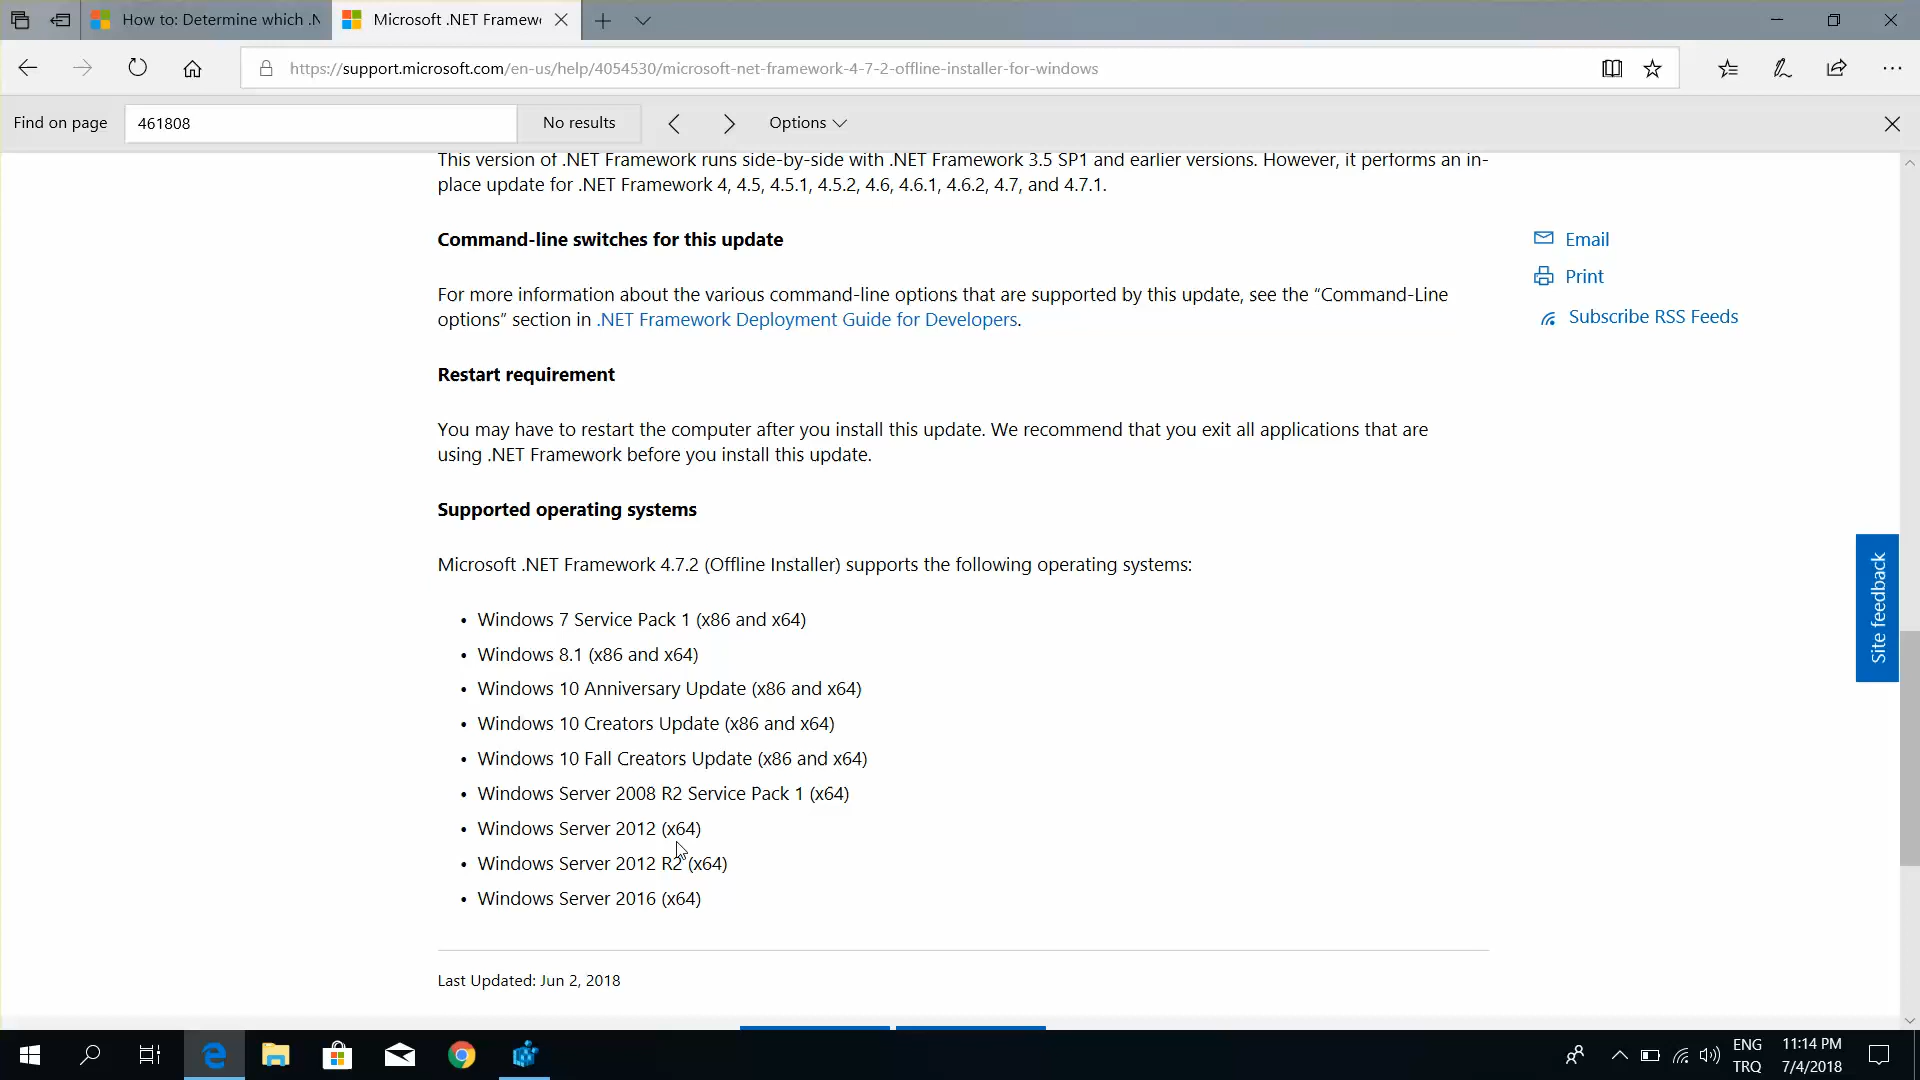 How to: Determine which .N
Microsoft .NET Framewo
https://support.microsoft.com/en-us/help/4054530/microsoft-net-framework-4-7-2-offline-installer-for-windows
Find on page
461808
No results
Options
This version of .NET Framework runs side-by-side with .NET Framework 3.5 SP1 and earlier versions. However, it performs an in-
place update for .NET Framework 4, 4.5, 4.5.1, 4.5.2, 4.6, 4.6.1, 4.6.2, 4.7, and 4.7.1.
Command-line switches for this update
For more information about the various command-line options that are supported by this update, see the “Command-Line
options” section in .NET Framework Deployment Guide for Developers.
Restart requirement
You may have to restart the computer after you install this update. We recommend that you exit all applications that are
using .NET Framework before you install this update.
Supported operating systems
Microsoft .NET Framework 4.7.2 (Offline Installer) supports the following operating systems:
• Windows 7 Service Pack 1 (x86 and x64)
• Windows 8.1 (x86 and x64)
• Windows 10 Anniversary Update (x86 and x64)
• Windows 10 Creators Update (x86 and x64)
• Windows 10 Fall Creators Update (x86 and x64)
• Windows Server 2008 R2 Service Pack 1 (x64)
• Windows Server 2012 (x64)
• Windows Server 2012 R2 (x64)
• Windows Server 2016 (x64)
Last Updated: Jun 2, 2018
Email
Print
Subscribe RSS Feeds
Site feedback
ENG
TRQ
11:14 PM
7/4/2018